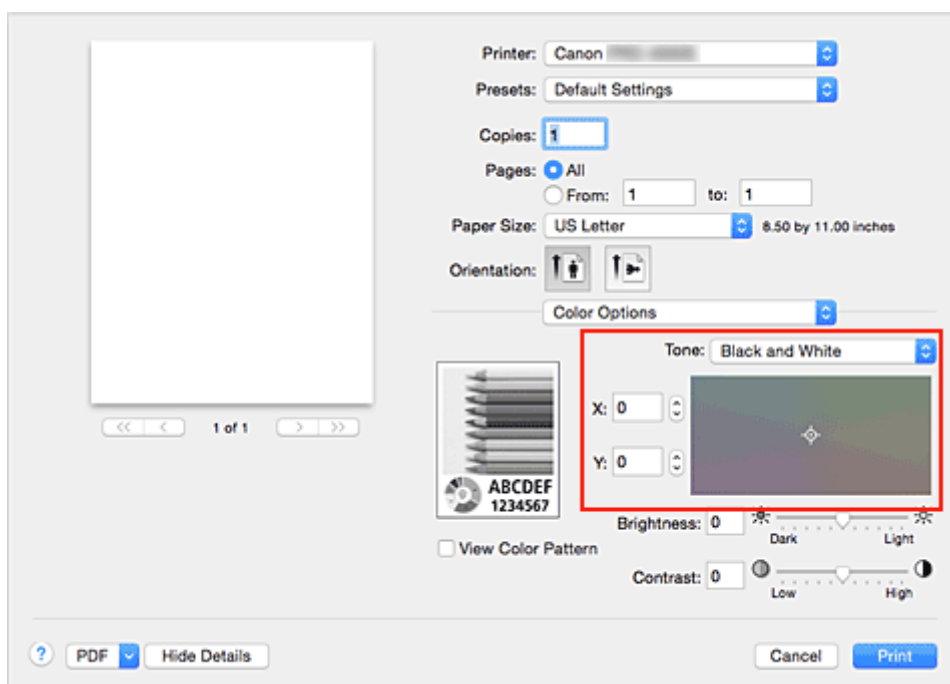 Printer: Canon
Presets: Default Settings
Copies: 1
Pages: All
From: 1 to: 1
Paper Size: US Letter 8.50 by 11.00 inches
Orientation:
Color Options
Tone: Black and White
X: 0
Y: 0
1 of 1
ABCDEF
1234567
Brightness: 0
Dark Light
View Color Pattern
Contrast: 0
Low High
? PDF Hide Details Cancel Print